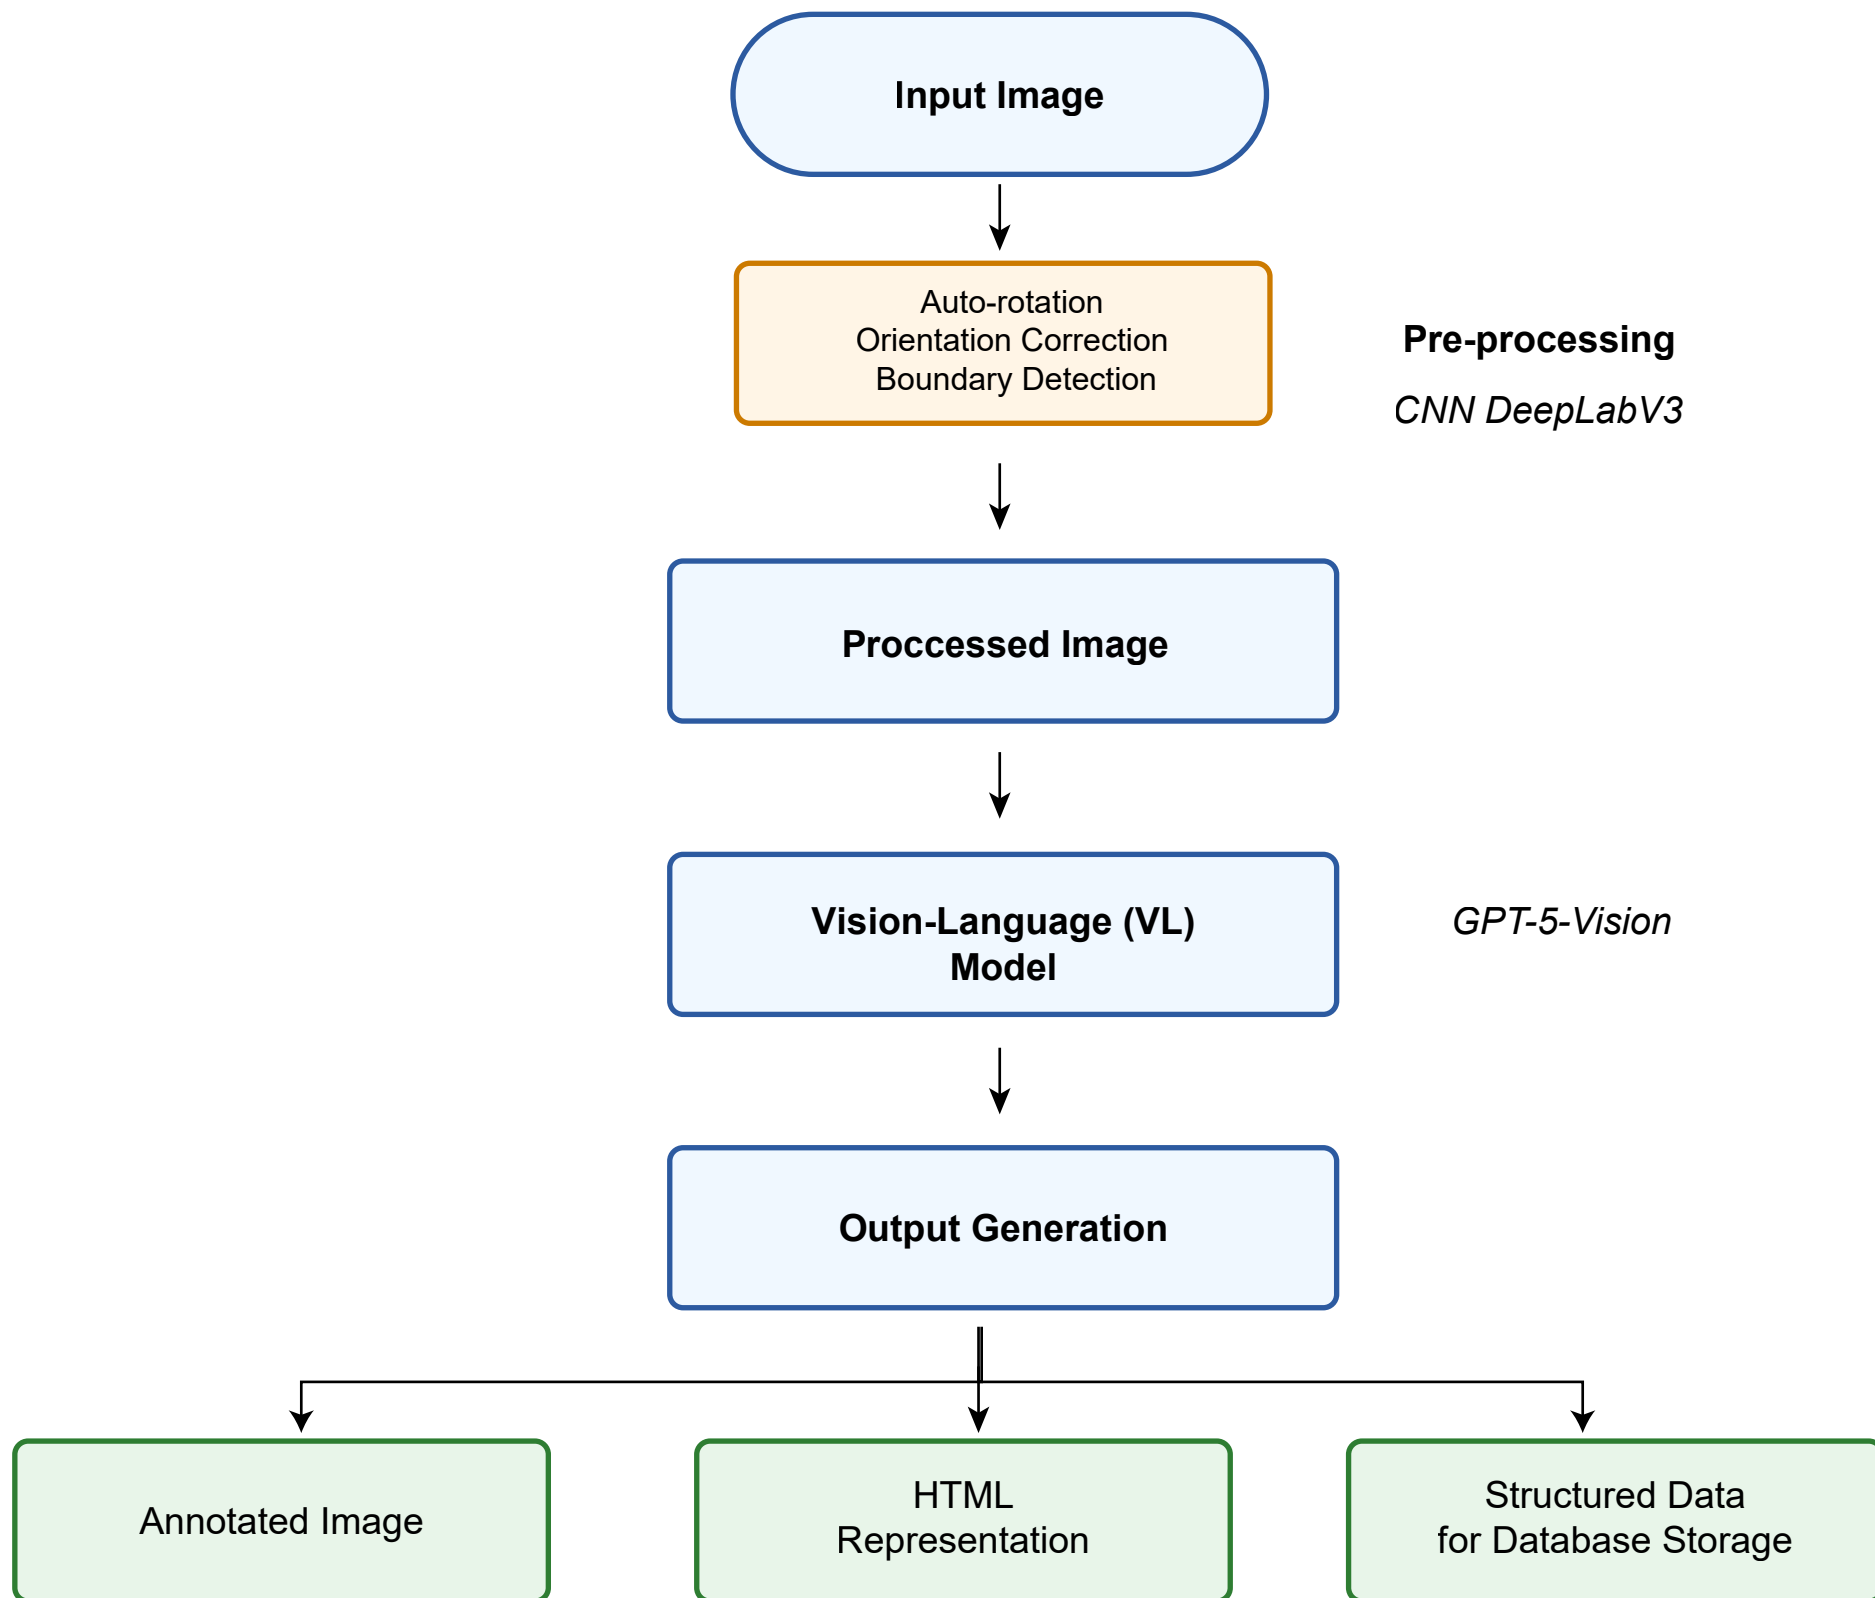 Input Image
Auto-rotation
Orientation Correction
Boundary Detection
Pre-processing
CNN DeepLabV3
Proccessed Image
Vision-Language (VL)
Model
GPT-5-Vision
Output Generation
Annotated Image
HTML
Representation
Structured Data
for Database Storage